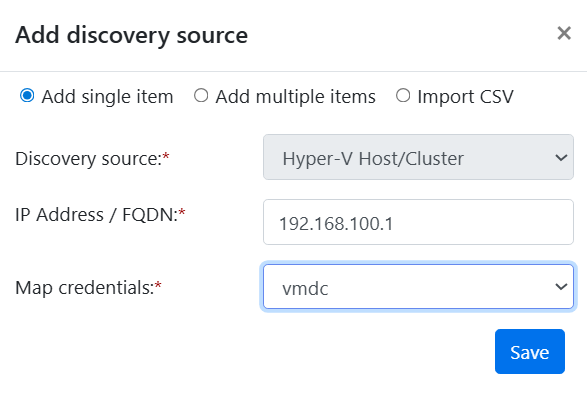 Add discovery source ×
Add single item Add multiple items Import CSV
Discovery source:* Hyper-V Host/Cluster
IP Address / FQDN:* 192.168.100.1
Map credentials:* vmdc
Save